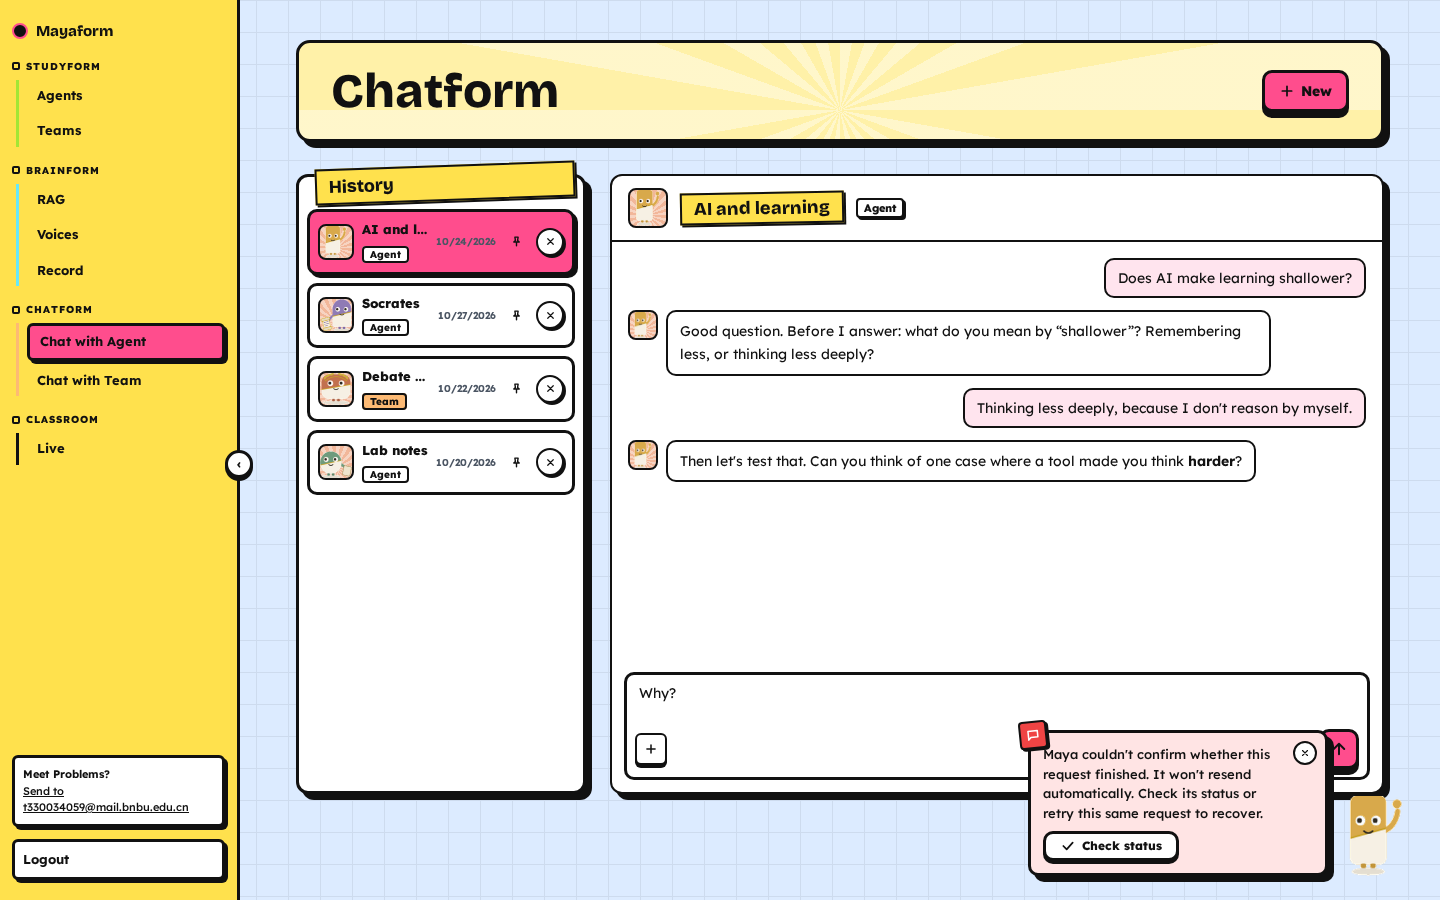 Mayaform
STUDYFORM
Agents
Teams
BRAINFORM
RAG
Voices
Record
CHATFORM
Chat with Agent
Chat with Team
CLASSROOM
Live
Meet Problems?
Send to
t330034059@mail.bnbu.edu.cn
Logout
Chatform
+ New
History
AI and l... 10/24/2026
Agent
Socrates 10/27/2026
Agent
Debate ... 10/22/2026
Team
Lab notes 10/20/2026
Agent
AI and learning Agent
Does AI make learning shallower?
Good question. Before I answer: what do you mean by “shallower”? Remembering
less, or thinking less deeply?
Thinking less deeply, because I don't reason by myself.
Then let's test that. Can you think of one case where a tool made you think harder?
Why?
Maya couldn't confirm whether this
request finished. It won't resend
automatically. Check its status or
retry this same request to recover.
Check status